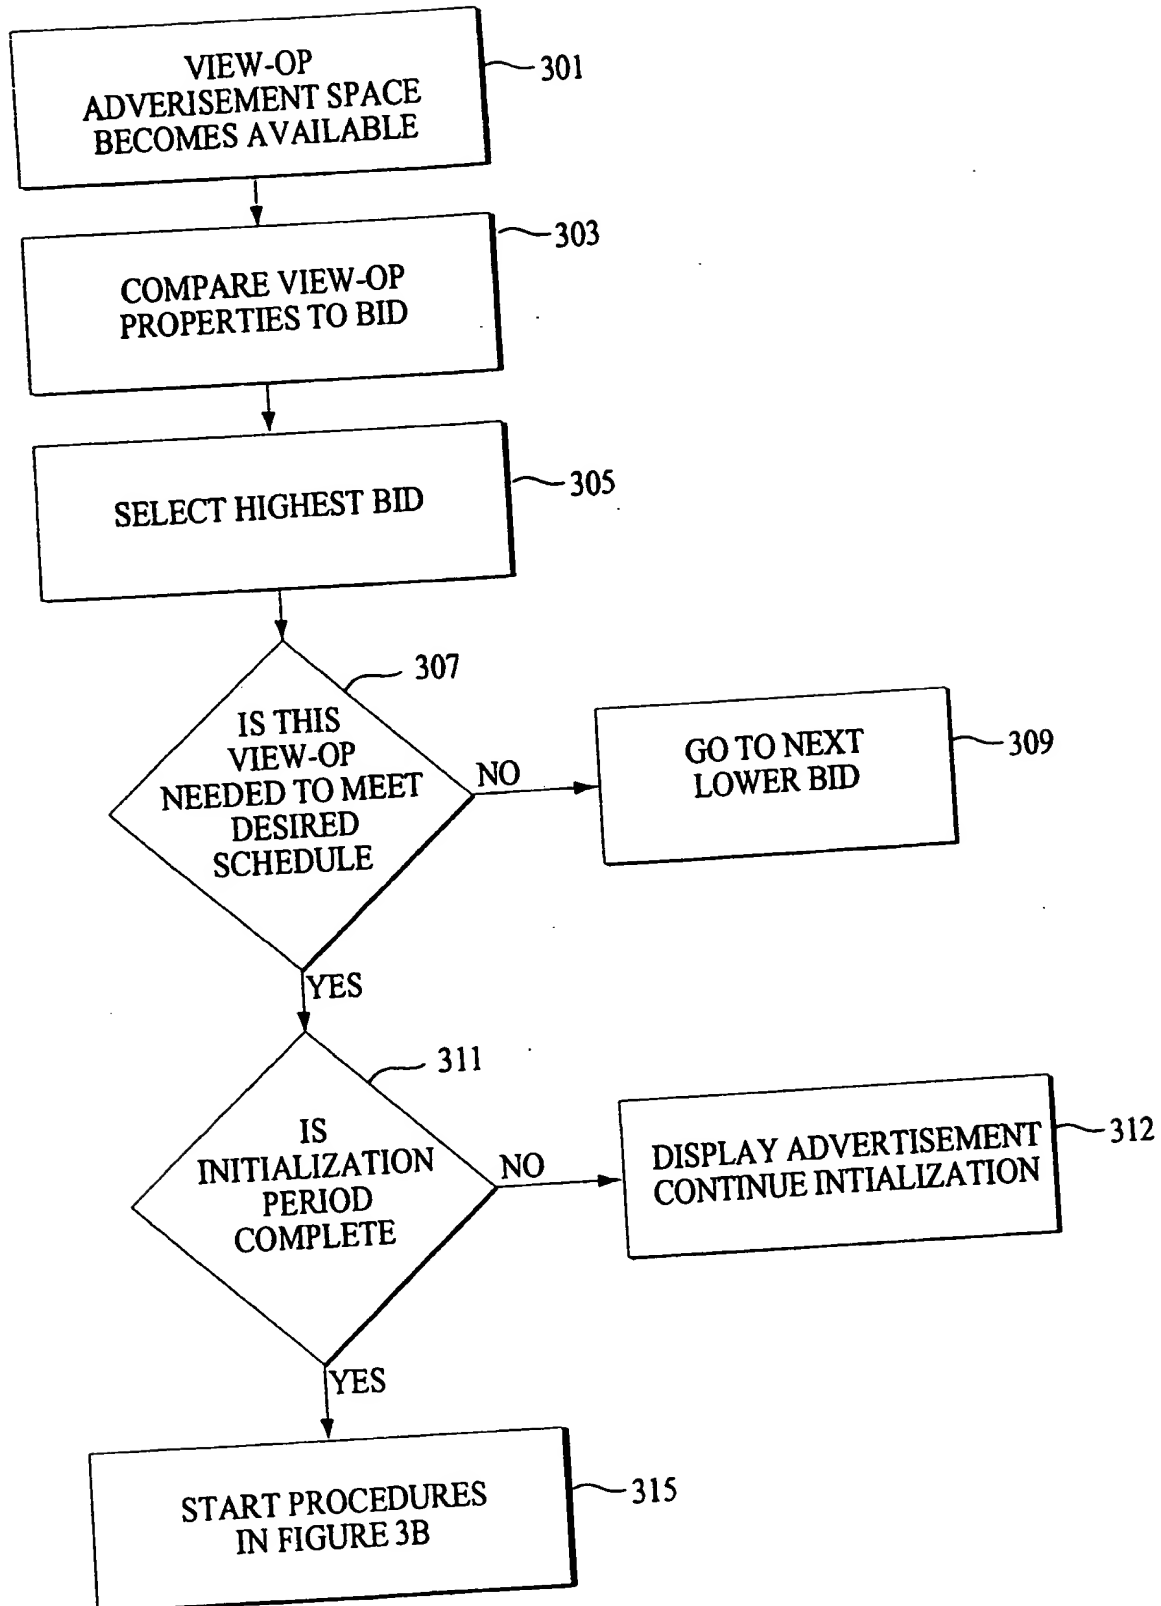 VIEW-OP
ADVERISEMENT SPACE
BECOMES AVAILABLE
301
COMPARE VIEW-OP
PROPERTIES TO BID
303
SELECT HIGHEST BID
305
307
IS THIS
VIEW-OP
NEEDED TO MEET
DESIRED
SCHEDULE
NO
GO TO NEXT
LOWER BID
309
YES
311
IS
INITIALIZATION
PERIOD
COMPLETE
NO
DISPLAY ADVERTISEMENT
CONTINUE INTIALIZATION
312
YES
START PROCEDURES
IN FIGURE 3B
315